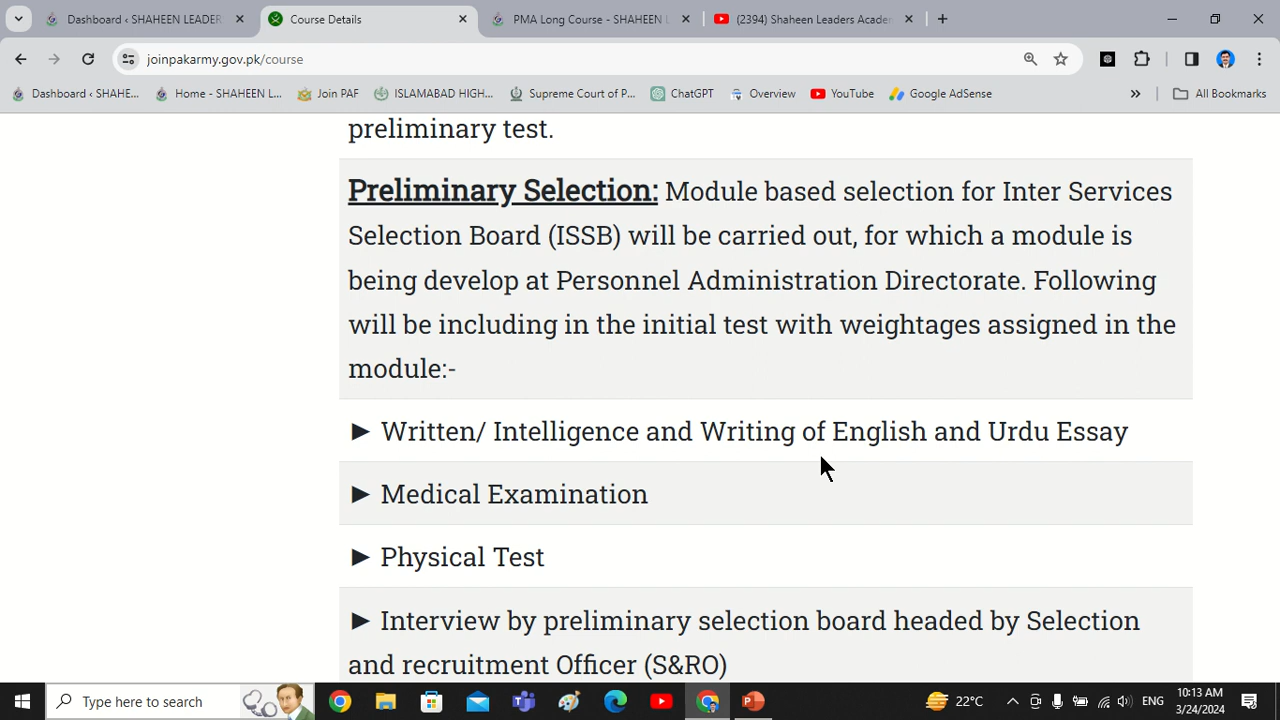 Dashboard ‹ SHAHEEN LEADER
Course Details
PMA Long Course - SHAHEEN L
(2394) Shaheen Leaders Acade
joinpakarmy.gov.pk/course
Dashboard ‹ SHAHE...
Home - SHAHEEN L...
Join PAF
ISLAMABAD HIGH...
Supreme Court of P...
ChatGPT
Overview
YouTube
Google AdSense
All Bookmarks
preliminary test.
Preliminary Selection: Module based selection for Inter Services
Selection Board (ISSB) will be carried out, for which a module is
being develop at Personnel Administration Directorate. Following
will be including in the initial test with weightages assigned in the
module:-
► Written/ Intelligence and Writing of English and Urdu Essay
► Medical Examination
► Physical Test
► Interview by preliminary selection board headed by Selection
and recruitment Officer (S&RO)
Type here to search
22°C
ENG
10:13 AM
3/24/2024